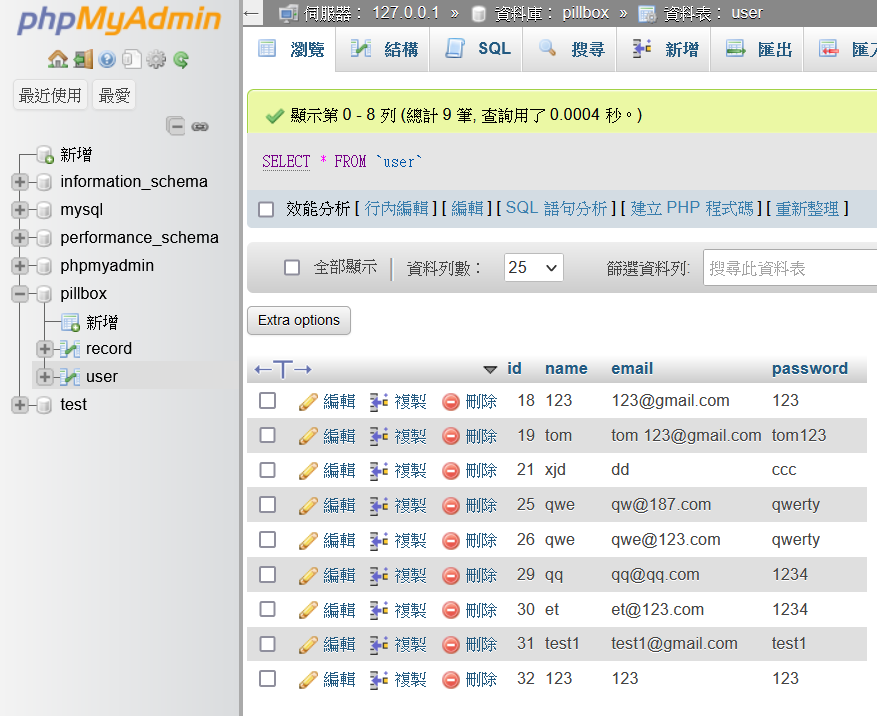 phpMyAdmin
最近使用 最愛
新增
information_schema
mysql
performance_schema
phpmyadmin
pillbox
新增
record
user
test
伺服器： 127.0.0.1 » 資料庫： pillbox » 資料表： user
瀏覽 結構 SQL 搜尋 新增 匯出
顯示第 0 - 8 列 (總計 9 筆, 查詢用了 0.0004 秒。)
SELECT * FROM `user`
效能分析 [ 行內編輯 ] [ 編輯 ] [ SQL 語句分析 ] [ 建立 PHP 程式碼 ] [ 重新整理 ]
全部顯示 資料列數： 25 篩選資料列: 搜尋此資料表
Extra options
←T→ id name email password
編輯 複製 刪除 18 123 123@gmail.com 123
編輯 複製 刪除 19 tom tom 123@gmail.com tom123
編輯 複製 刪除 21 xjd dd ccc
編輯 複製 刪除 25 qwe qw@187.com qwerty
編輯 複製 刪除 26 qwe qwe@123.com qwerty
編輯 複製 刪除 29 qq qq@qq.com 1234
編輯 複製 刪除 30 et et@123.com 1234
編輯 複製 刪除 31 test1 test1@gmail.com test1
編輯 複製 刪除 32 123 123 123